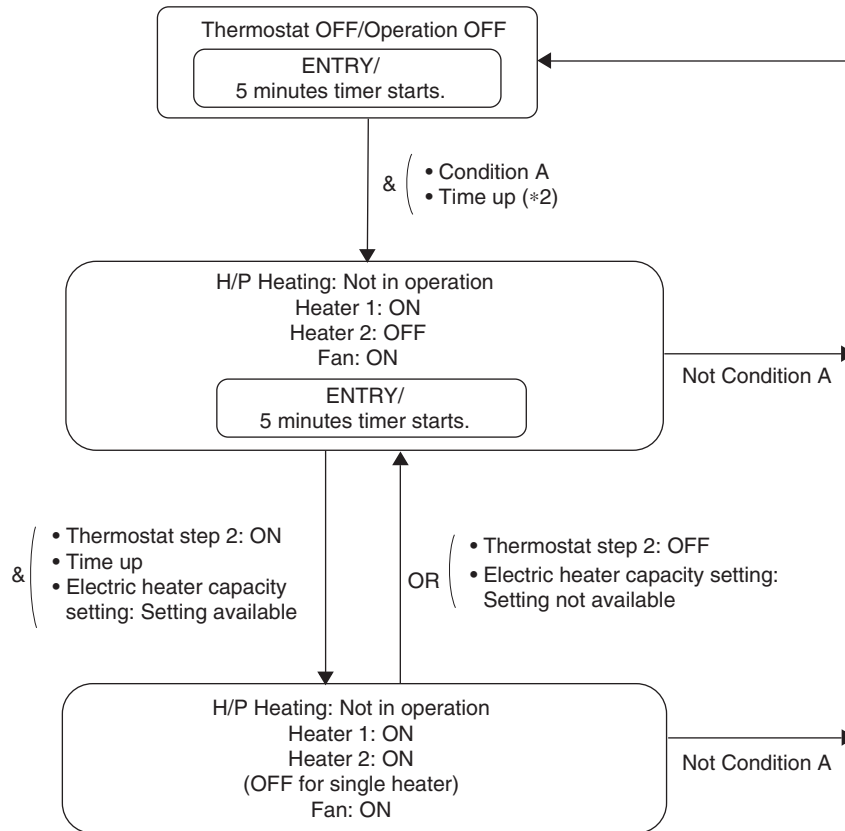 Thermostat OFF/Operation OFF
ENTRY/
5 minutes timer starts.
&
• Condition A
• Time up (*2)
H/P Heating: Not in operation
Heater 1: ON
Heater 2: OFF
Fan: ON
ENTRY/
5 minutes timer starts.
Not Condition A
&
• Thermostat step 2: ON
• Time up
• Electric heater capacity
setting: Setting available
OR
• Thermostat step 2: OFF
• Electric heater capacity setting:
Setting not available
H/P Heating: Not in operation
Heater 1: ON
Heater 2: ON
(OFF for single heater)
Fan: ON
Not Condition A